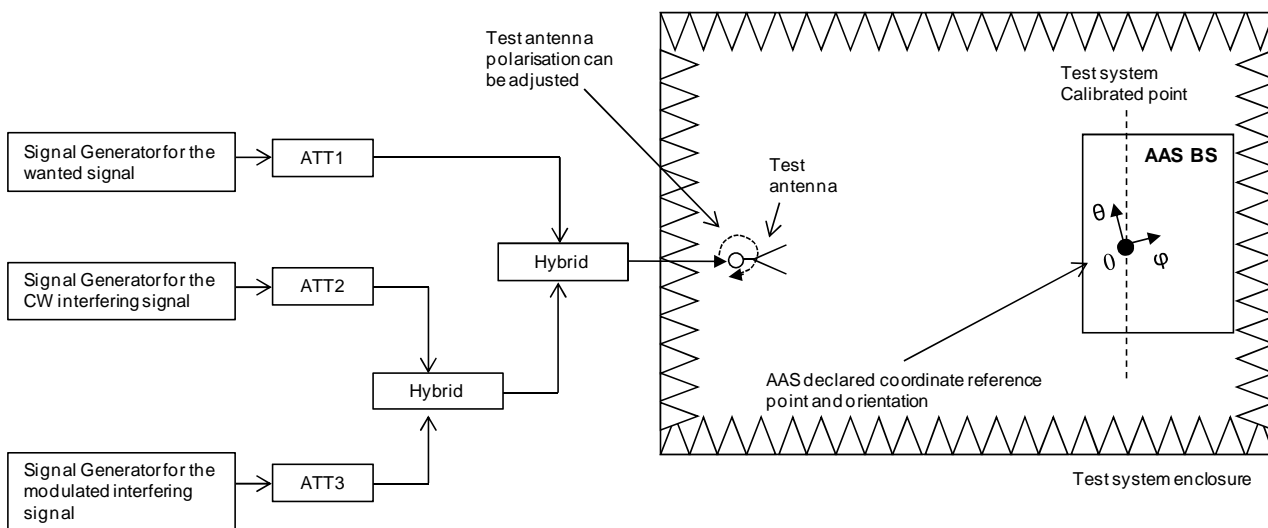 Test antenna
polarisation can
be adjusted
Test system
Calibrated point
Signal Generator for the
wanted signal
ATT1
AAS BS
Test
antenna
θ
0
φ
Hybrid
Signal Generator for the
CW interfering signal
ATT2
Hybrid
AAS declared coordinate reference
point and orientation
Signal Generator for the
modulated interfering
signal
ATT3
Test system enclosure